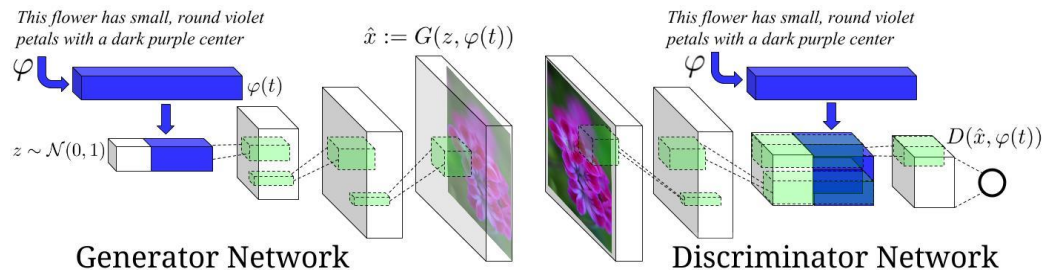 This flower has small, round violet
petals with a dark purple center
φ
φ(t)
z ∼ 𝒩(0, 1)
x̂ := G(z, φ(t))
Generator Network
This flower has small, round violet
petals with a dark purple center
φ
D(x̂, φ(t))
Discriminator Network